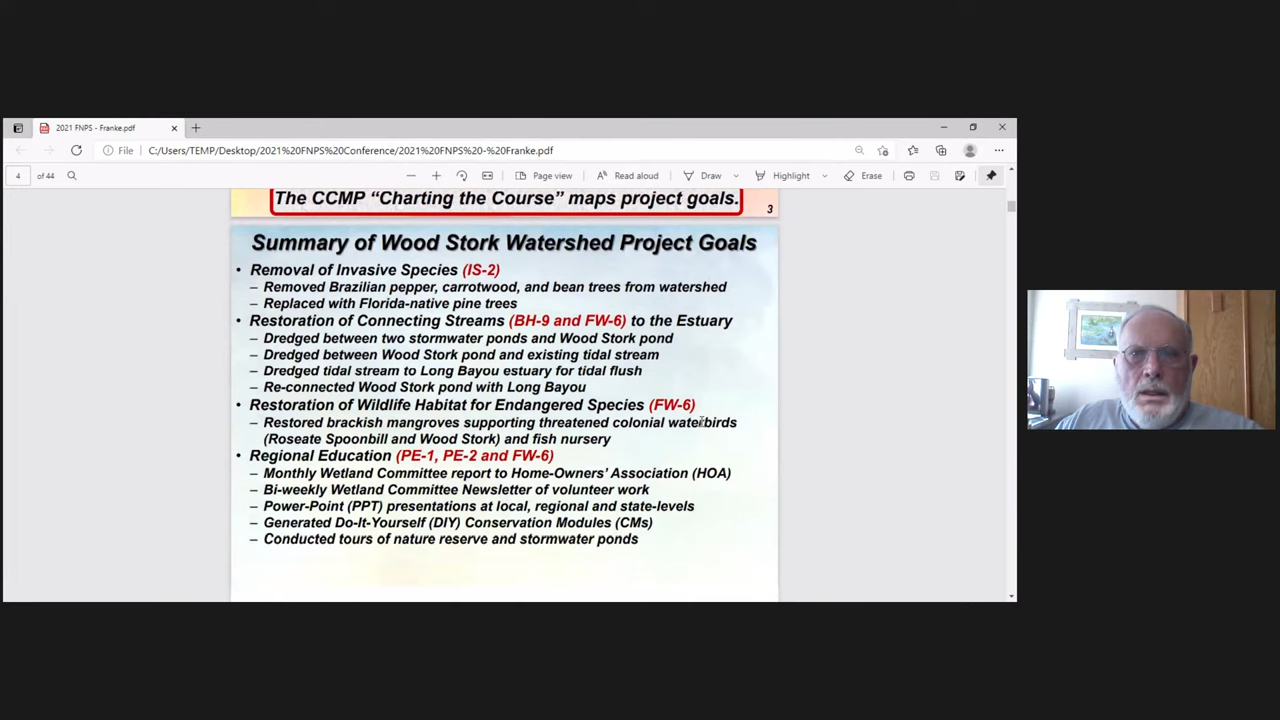 2021 FNPS - Franke.pdf
File C:/Users/TEMP/Desktop/2021%20FNPS%20Conference/2021%20FNPS%20-%20Franke.pdf
4 of 44 Page view Read aloud Draw Highlight Erase
The CCMP “Charting the Course” maps project goals.
3
Summary of Wood Stork Watershed Project Goals
• Removal of Invasive Species (IS-2)
– Removed Brazilian pepper, carrotwood, and bean trees from watershed
– Replaced with Florida-native pine trees
• Restoration of Connecting Streams (BH-9 and FW-6) to the Estuary
– Dredged between two stormwater ponds and Wood Stork pond
– Dredged between Wood Stork pond and existing tidal stream
– Dredged tidal stream to Long Bayou estuary for tidal flush
– Re-connected Wood Stork pond with Long Bayou
• Restoration of Wildlife Habitat for Endangered Species (FW-6)
– Restored brackish mangroves supporting threatened colonial waterbirds
(Roseate Spoonbill and Wood Stork) and fish nursery
• Regional Education (PE-1, PE-2 and FW-6)
– Monthly Wetland Committee report to Home-Owners’ Association (HOA)
– Bi-weekly Wetland Committee Newsletter of volunteer work
– Power-Point (PPT) presentations at local, regional and state-levels
– Generated Do-It-Yourself (DIY) Conservation Modules (CMs)
– Conducted tours of nature reserve and stormwater ponds